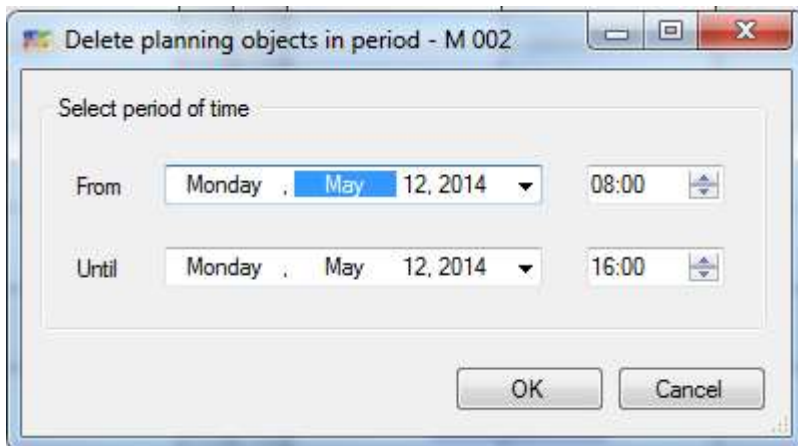 Delete planning objects in period - M 002
Select period of time
From Monday , May 12, 2014 08:00
Until Monday , May 12, 2014 16:00
OK Cancel